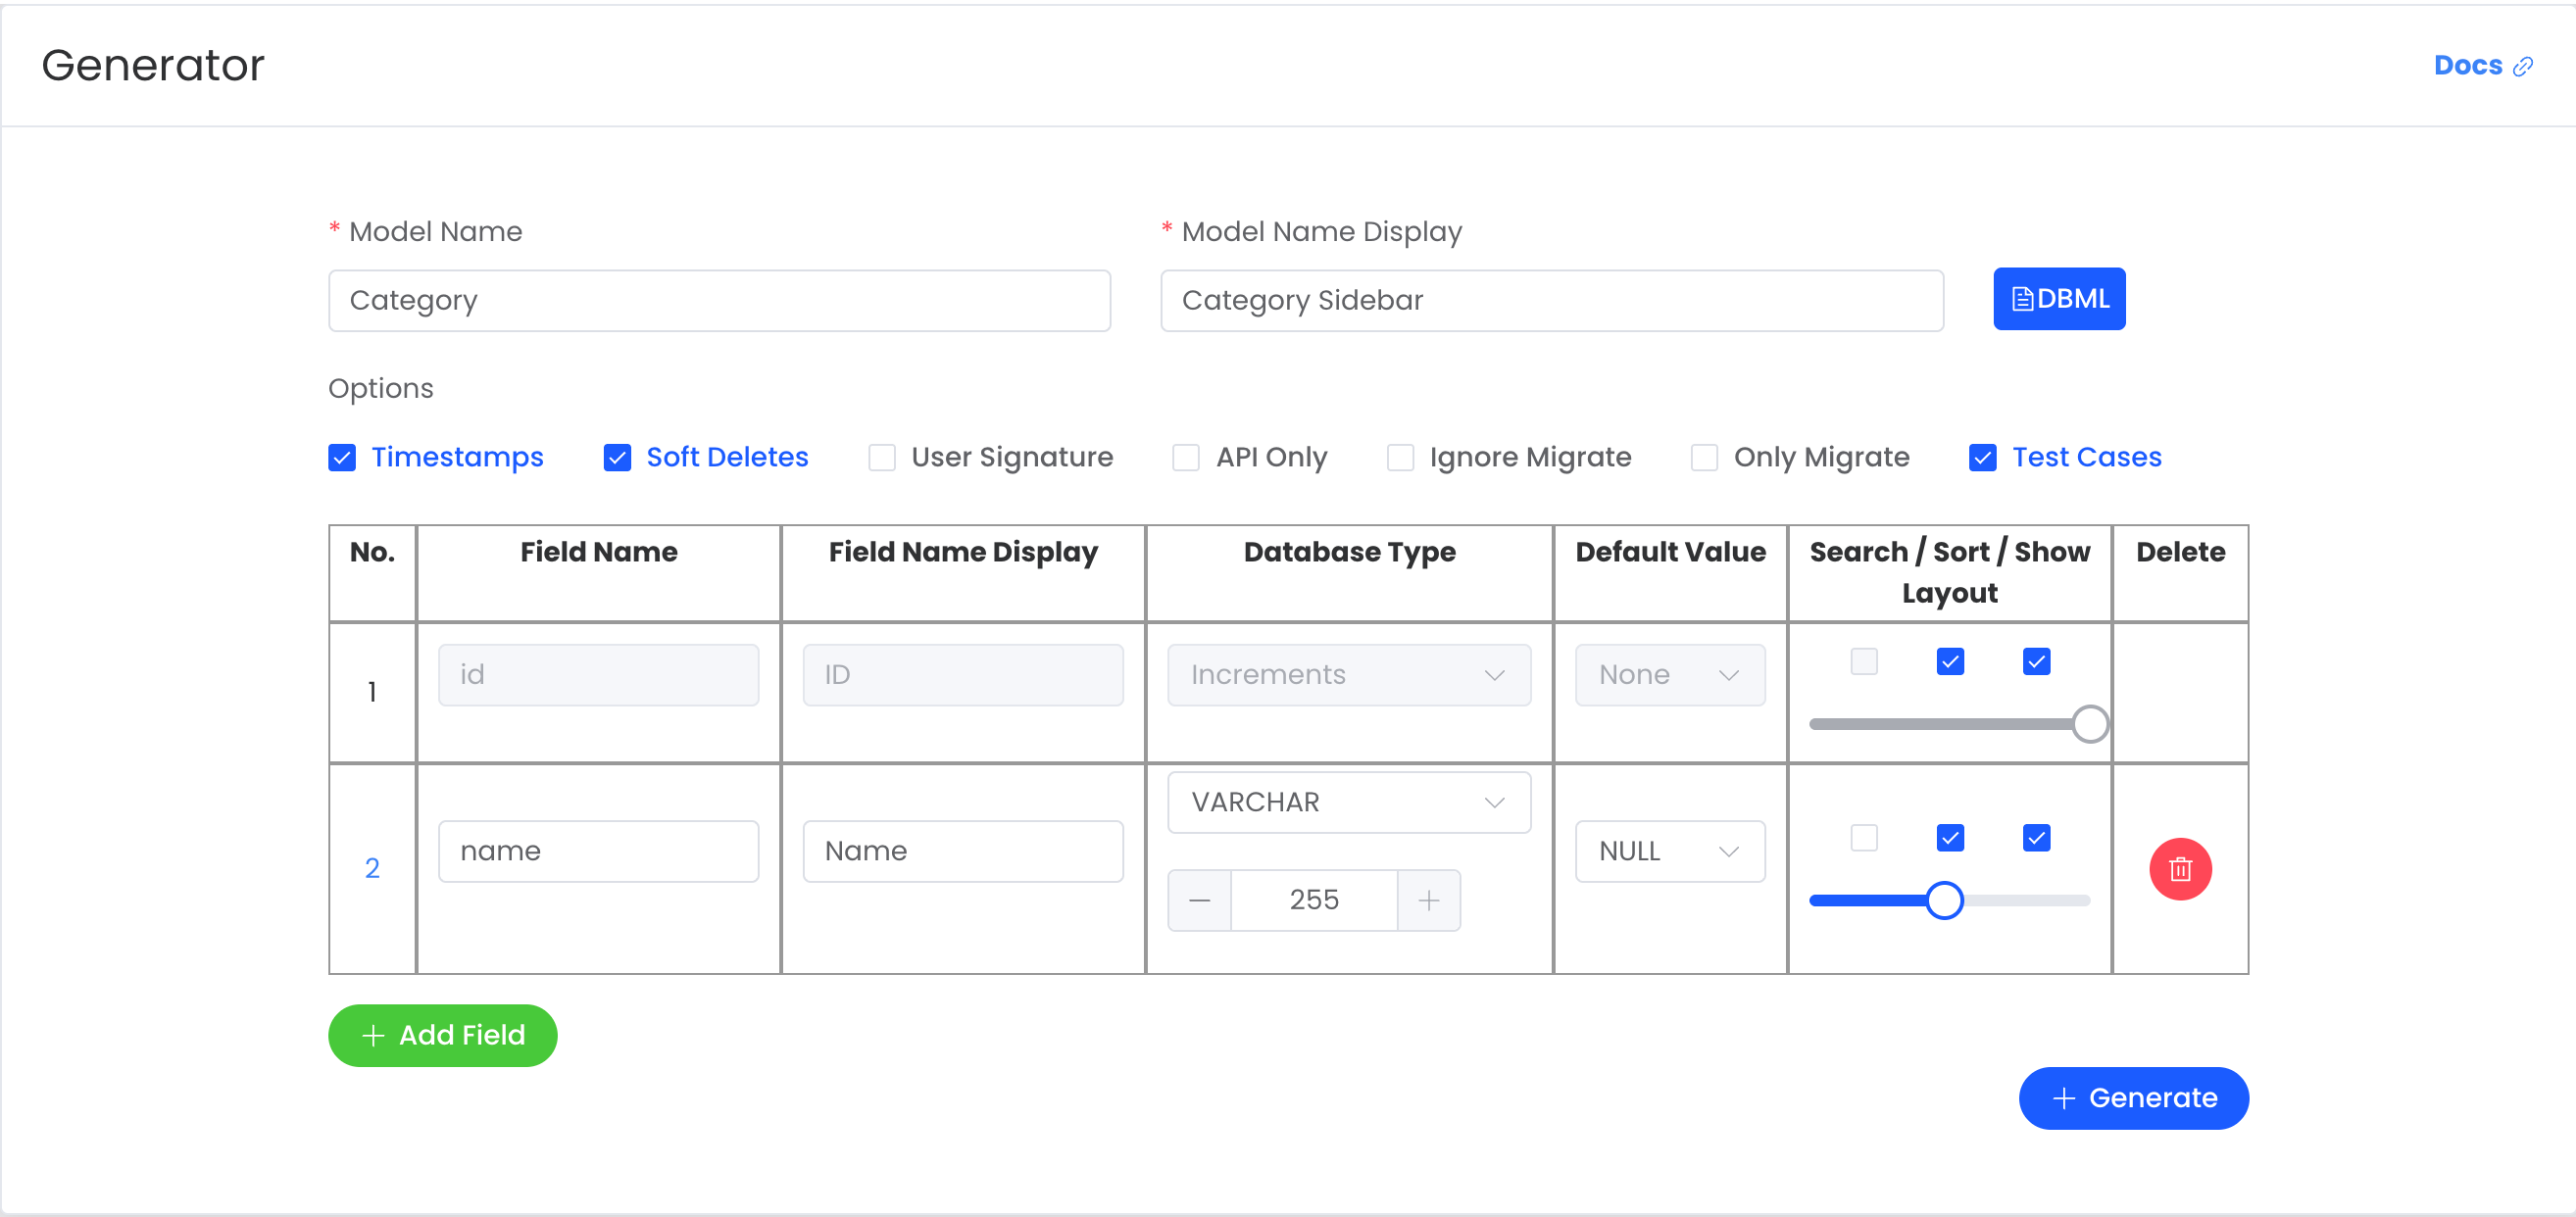 Generator
Docs
* Model Name
* Model Name Display
Category
Category Sidebar
DBML
Options
Timestamps
Soft Deletes
User Signature
API Only
Ignore Migrate
Only Migrate
Test Cases
No.
Field Name
Field Name Display
Database Type
Default Value
Search / Sort / Show
Layout
Delete
1
id
ID
Increments
None
2
name
Name
VARCHAR
255
NULL
+ Add Field
+ Generate